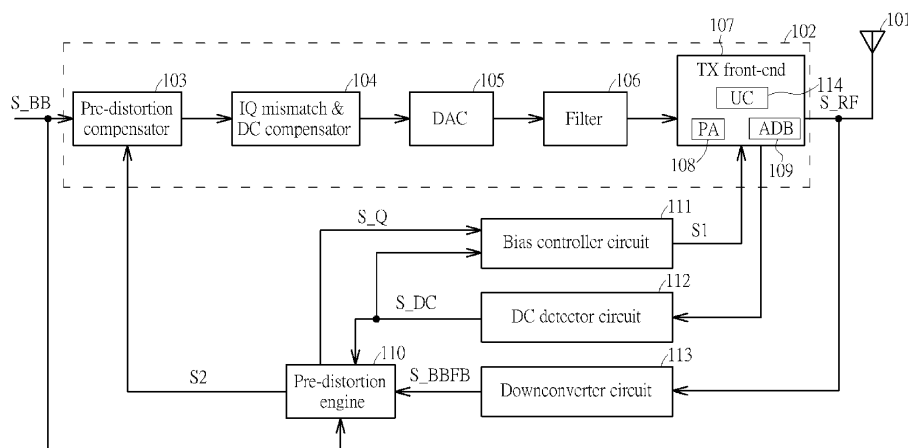 101
107
102
103
104
105
106
TX front-end
114
S_BB
Pre-distortion
compensator
IQ mismatch &
DC compensator
DAC
Filter
UC
S_RF
PA
ADB
108
109
S_Q
111
Bias controller circuit
S1
112
S_DC
DC detector circuit
110
113
S2
Pre-distortion
engine
S_BBFB
Downconverter circuit